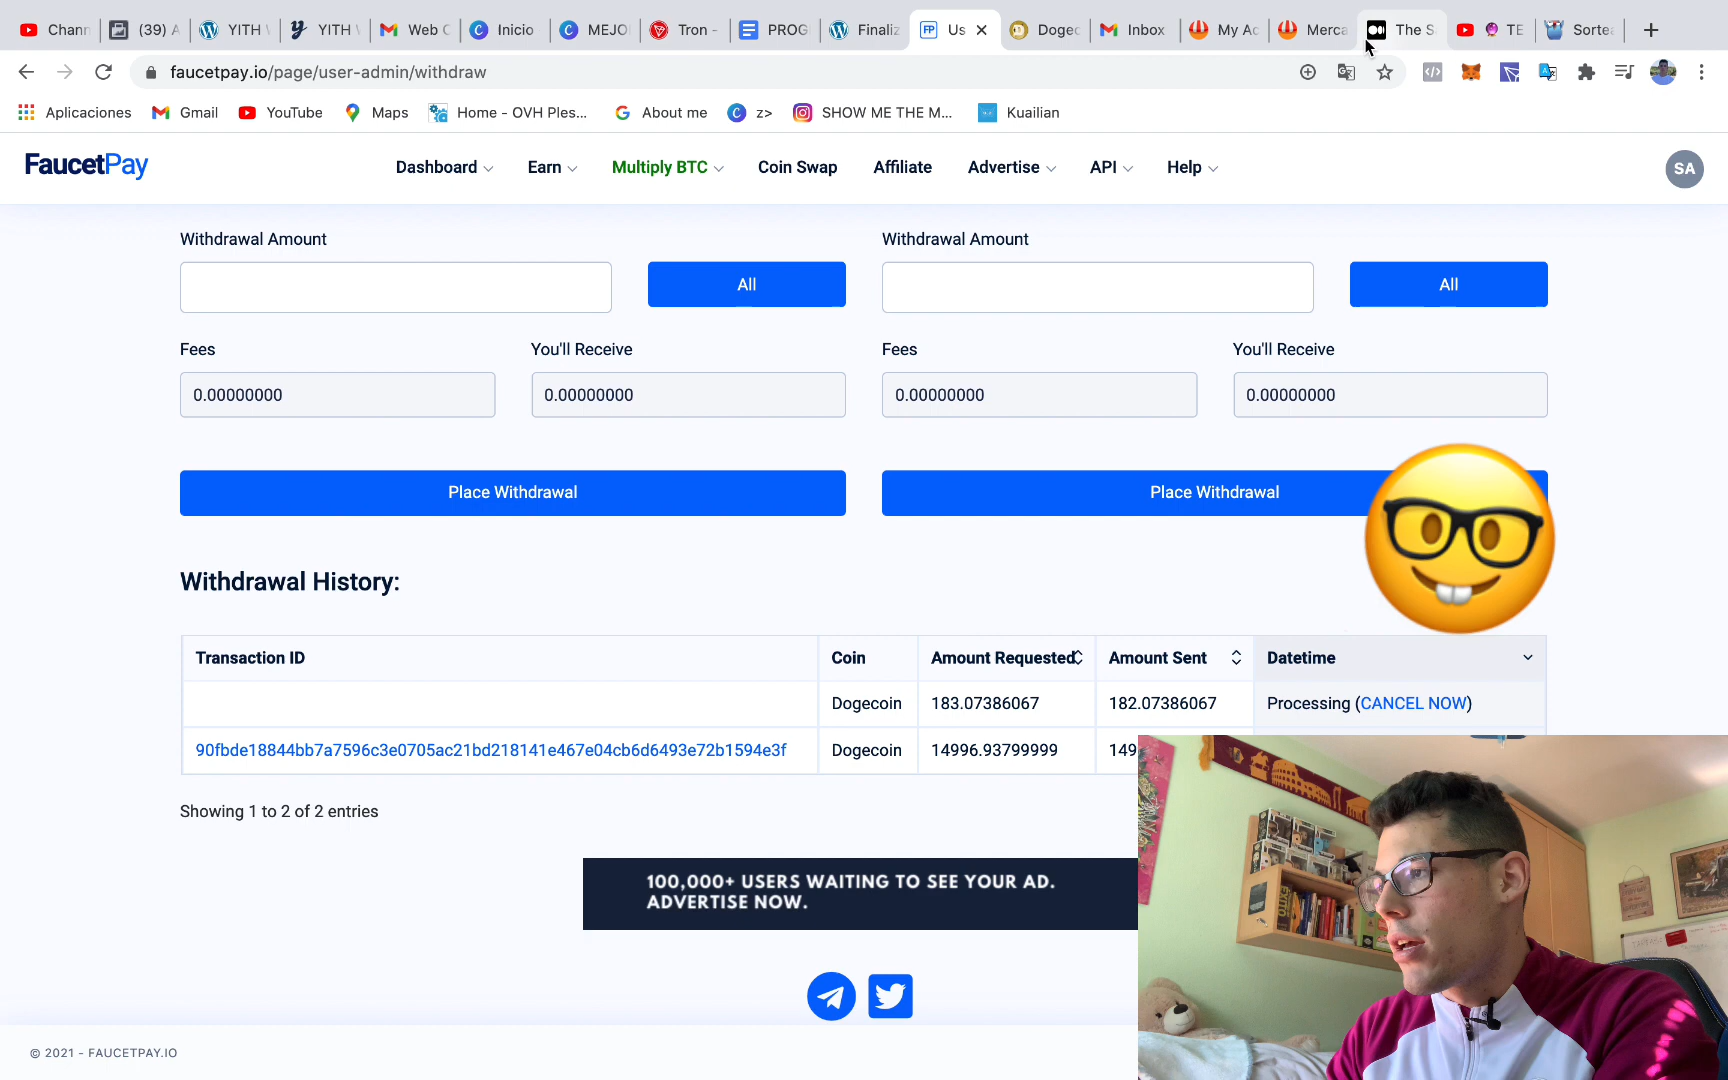 Chann
(39) A
YITH
YITH
Web C
Inicio
MEJO
Tron -
PROG
Finaliz
Us
Dogec
Inbox
My Ac
Merca
The S
TE
Sortea
faucetpay.io/page/user-admin/withdraw
Aplicaciones
Gmail
YouTube
Maps
Home - OVH Ples...
About me
z>
SHOW ME THE M...
Kuailian
FaucetPay
Dashboard
Earn
Multiply BTC
Coin Swap
Affiliate
Advertise
API
Help
SA
Withdrawal Amount
Withdrawal Amount
All
All
Fees
You'll Receive
Fees
You'll Receive
0.00000000
0.00000000
0.00000000
0.00000000
Place Withdrawal
Place Withdrawal
Withdrawal History:
Transaction ID
Coin
Amount Requested
Amount Sent
Datetime
Dogecoin
183.07386067
182.07386067
Processing (CANCEL NOW)
90fbde18844bb7a7596c3e0705ac21bd218141e467e04cb6d6493e72b1594e3f
Dogecoin
14996.93799999
149
Showing 1 to 2 of 2 entries
100,000+ USERS WAITING TO SEE YOUR AD.
ADVERTISE NOW.
© 2021 - FAUCETPAY.IO